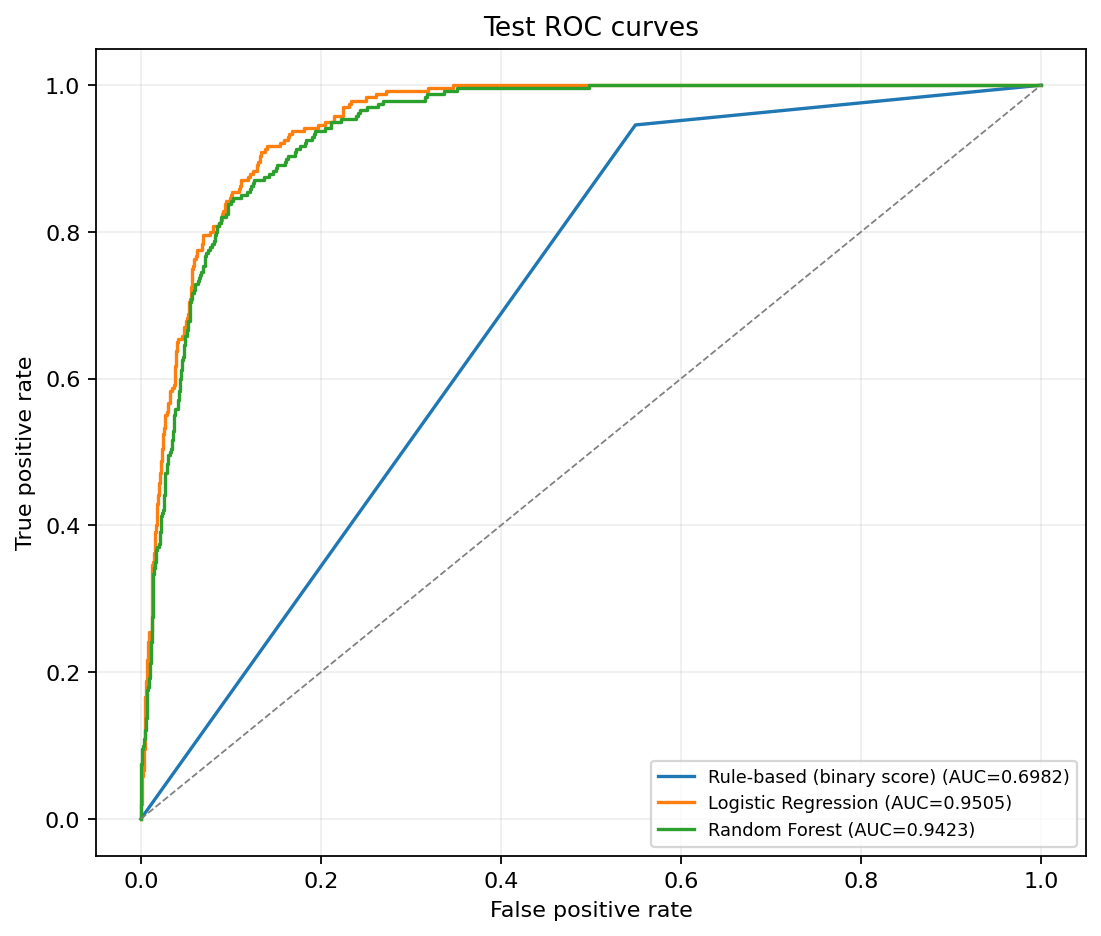 Test ROC curves
True positive rate
1.0
0.8
0.6
0.4
0.2
0.0
Rule-based (binary score) (AUC=0.6982)
Logistic Regression (AUC=0.9505)
Random Forest (AUC=0.9423)
0.0 0.2 0.4 0.6 0.8 1.0
False positive rate